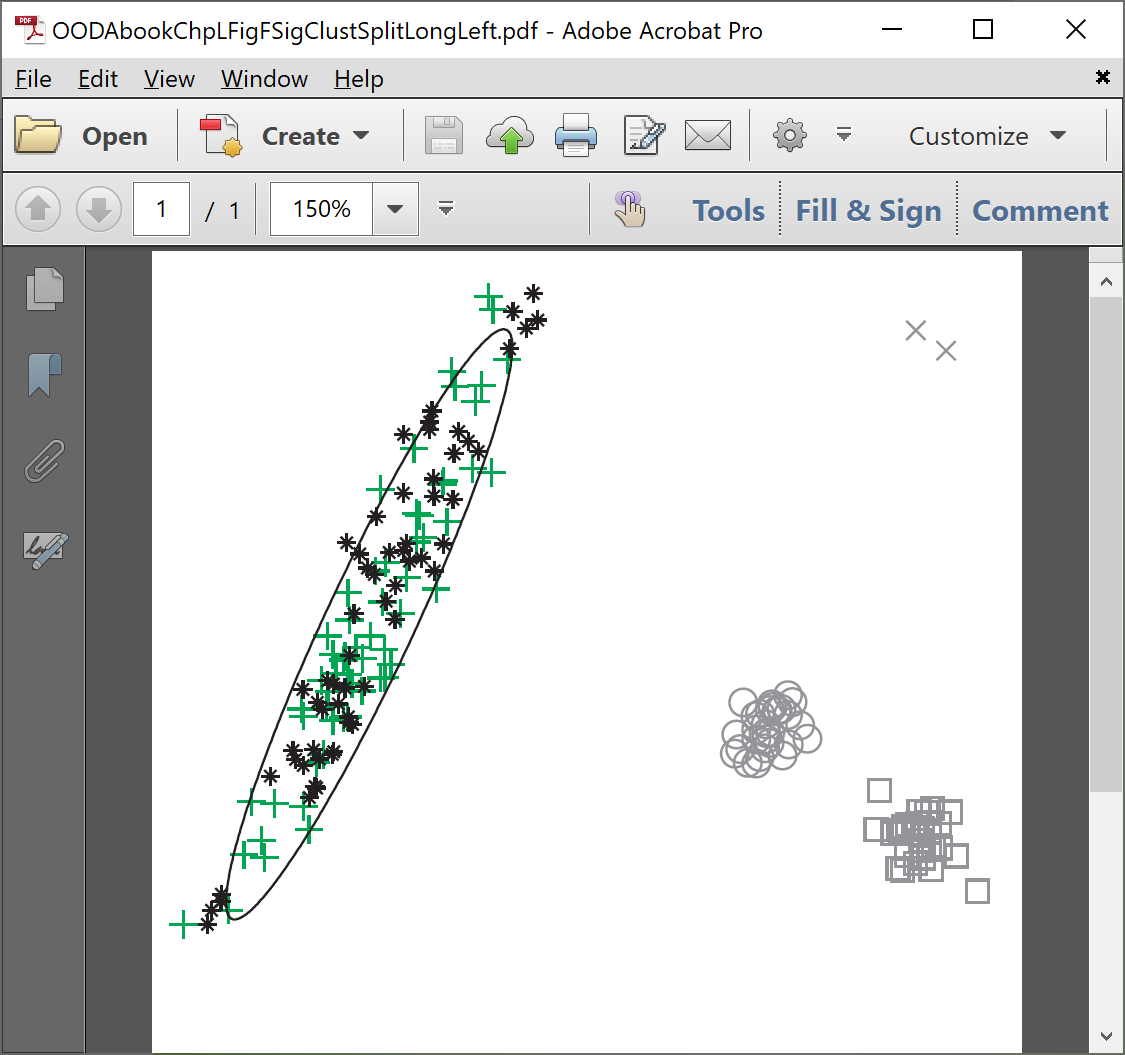 OODAbookChpLFigFSigClustSplitLongLeft.pdf - Adobe Acrobat Pro
File Edit View Window Help
Open Create Customize
1 / 1 150% Tools Fill & Sign Comment